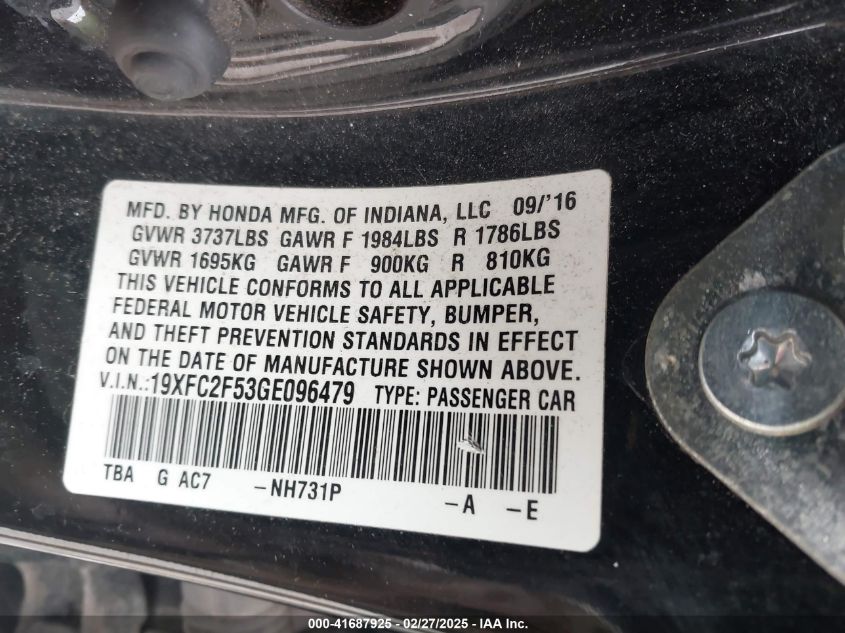 MFD. BY HONDA MFG. OF INDIANA, LLC 09/'16
GVWR 3737LBS GAWR F 1984LBS R 1786LBS
GVWR 1695KG GAWR F 900KG R 810KG
THIS VEHICLE CONFORMS TO ALL APPLICABLE
FEDERAL MOTOR VEHICLE SAFETY, BUMPER,
AND THEFT PREVENTION STANDARDS IN EFFECT
ON THE DATE OF MANUFACTURE SHOWN ABOVE.
V.I.N.:19XFC2F53GE096479 TYPE: PASSENGER CAR
TBA G AC7 -NH731P -A -E
000-41687925 - 02/27/2025 - © IAA Holdings, LLC.